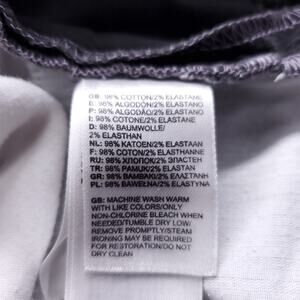 GB: 98% COTTON/2% ELASTANE
E: 98% ALGODÓN/2% ELASTANO
P: 98% ALGODÃO/2% ELASTANO
I: 98% COTONE/2% ELASTANE
D: 98% BAUMWOLLE/
2% ELASTHAN
NL: 98% KATOEN/2% ELASTAAN
F: 98% COTON/2% ELASTHANNE
RU: 98% ХЛОПОК/2% ЭЛАСТЕН
TR: 98% PAMUK/2% ELASTAN
GR: 98% ΒΑΜΒΑΚΙ/2% ΕΛΑΣΤΙΝΗ
PL: 98% BAWEŁNA/2% ELASTYNA
GB: MACHINE WASH WARM
WITH LIKE COLORS/ONLY
NON-CHLORINE BLEACH WHEN
NEEDED/TUMBLE DRY LOW/
REMOVE PROMPTLY/STEAM
IRONING MAY BE REQUIRED
FOR RESTORATION/DO NOT
DRY CLEAN